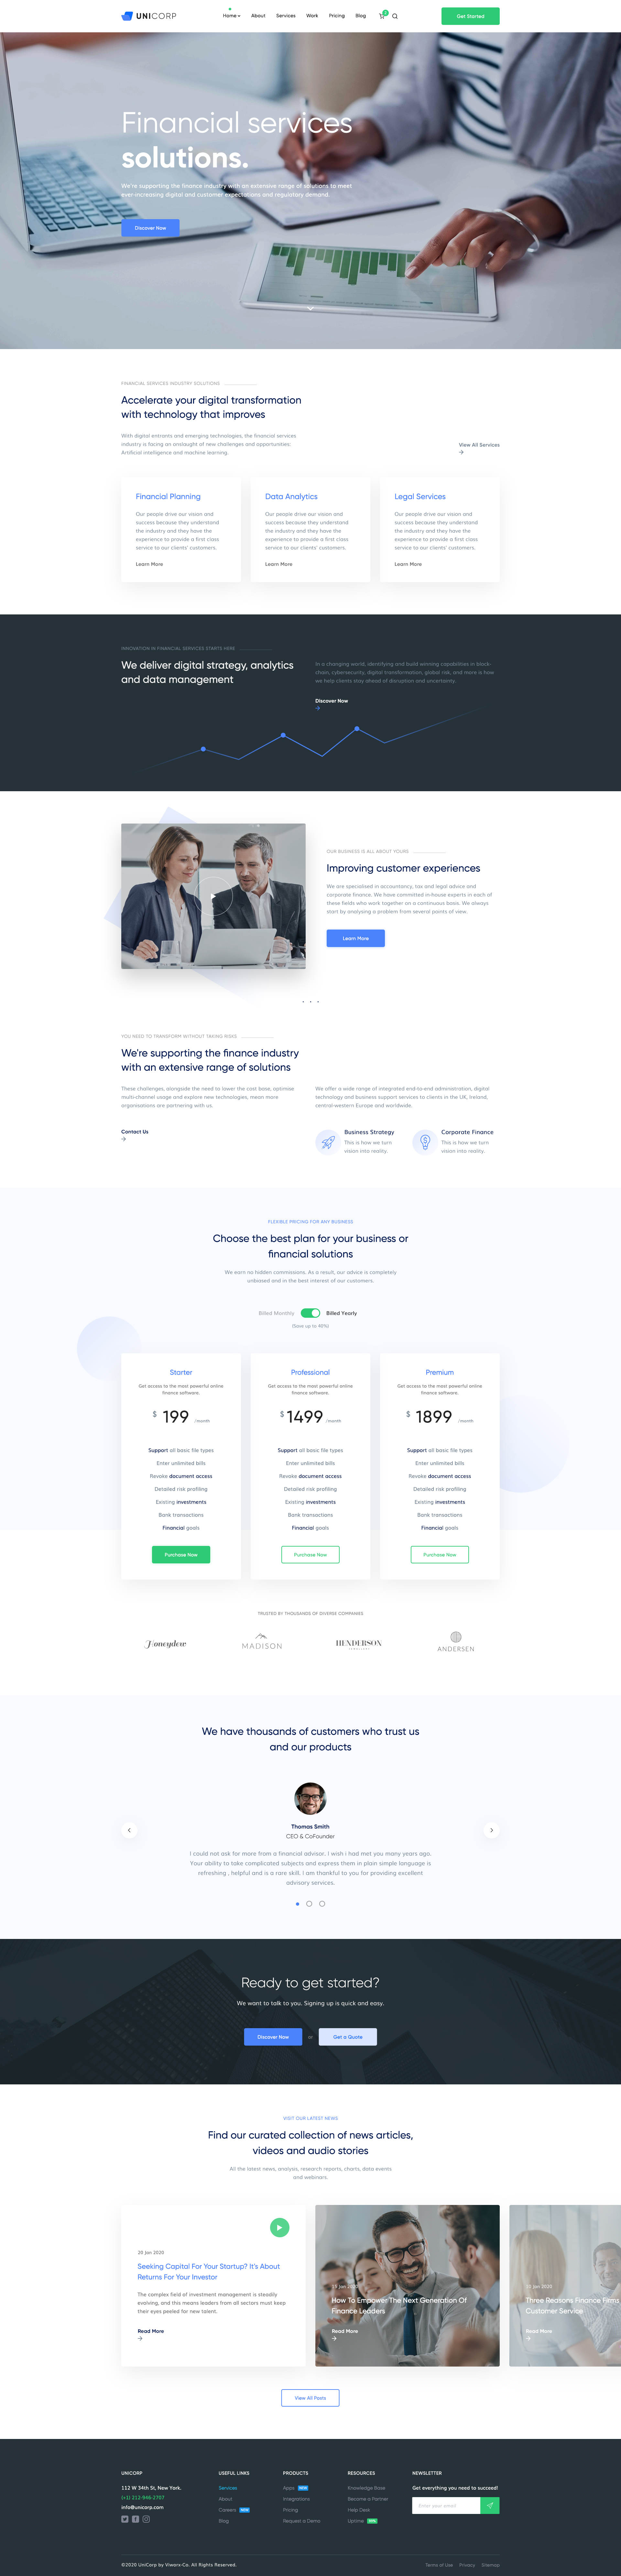 UNICORP
Home About Services Work Pricing Blog
Get Started
Financial services
solutions.
We're supporting the finance industry with an extensive range of solutions to meet
ever-increasing digital and customer expectations and regulatory demand.
Discover Now
FINANCIAL SERVICES INDUSTRY SOLUTIONS
Accelerate your digital transformation
with technology that improves
With digital entrants and emerging technologies, the financial services
industry is facing an onslaught of new challenges and opportunities:
Artificial intelligence and machine learning.
View All Services
Financial Planning
Our people drive our vision and
success because they understand
the industry and they have the
experience to provide a first class
service to our clients' customers.
Learn More
Data Analytics
Our people drive our vision and
success because they understand
the industry and they have the
experience to provide a first class
service to our clients' customers.
Learn More
Legal Services
Our people drive our vision and
success because they understand
the industry and they have the
experience to provide a first class
service to our clients' customers.
Learn More
INNOVATION IN FINANCIAL SERVICES STARTS HERE
We deliver digital strategy, analytics
and data management
In a changing world, identifying and build winning capabilities in block-
chain, cybersecurity, digital transformation, global risk, and more is how
we help clients stay ahead of disruption and uncertainty.
Discover Now
OUR BUSINESS IS ALL ABOUT YOURS
Improving customer experiences
We are specialised in accountancy, tax and legal advice and
corporate finance. We have committed in-house experts in each of
these fields who work together on a continuous basis. We always
start by analysing a problem from several points of view.
Learn More
YOU NEED TO TRANSFORM WITHOUT TAKING RISKS
We're supporting the finance industry
with an extensive range of solutions
These challenges, alongside the need to lower the cost base, optimise
multi-channel usage and explore new technologies, mean more
organisations are partnering with us.
Contact Us
We offer a wide range of integrated end-to-end administration, digital
technology and business support services to clients in the UK, Ireland,
central-western Europe and worldwide.
Business Strategy
This is how we turn
vision into reality.
Corporate Finance
This is how we turn
vision into reality.
FLEXIBLE PRICING FOR ANY BUSINESS
Choose the best plan for your business or
financial solutions
We earn no hidden commissions. As a result, our advice is completely
unbiased and in the best interest of our customers.
Billed Monthly Billed Yearly
(Save up to 40%)
Starter
Get access to the most powerful online
finance software.
$ 199 /month
Support all basic file types
Enter unlimited bills
Revoke document access
Detailed risk profiling
Existing investments
Bank transactions
Financial goals
Purchase Now
Professional
Get access to the most powerful online
finance software.
$ 1499 /month
Support all basic file types
Enter unlimited bills
Revoke document access
Detailed risk profiling
Existing investments
Bank transactions
Financial goals
Purchase Now
Premium
Get access to the most powerful online
finance software.
$ 1899 /month
Support all basic file types
Enter unlimited bills
Revoke document access
Detailed risk profiling
Existing investments
Bank transactions
Financial goals
Purchase Now
TRUSTED BY THOUSANDS OF DIVERSE COMPANIES
Honeydew
MADISON
HENDERSON
ANDERSEN
We have thousands of customers who trust us
and our products
Thomas Smith
CEO & CoFounder
I could not ask for more from a financial advisor. I wish i had met you many years ago.
Your ability to take complicated subjects and express them in plain simple language is
refreshing , helpful and is a rare skill. I am thankful to you for providing excellent
advisory services.
Ready to get started?
We want to talk to you. Signing up is quick and easy.
Discover Now or Get a Quote
VISIT OUR LATEST NEWS
Find our curated collection of news articles,
videos and audio stories
All the latest news, analysis, research reports, charts, data events
and webinars.
20 Jan 2020
Seeking Capital For Your Startup? It's About
Returns For Your Investor
The complex field of investment management is steadily
evolving, and this means leaders from all sectors must keep
their eyes peeled for new talent.
Read More
15 Jan 2020
How To Empower The Next Generation Of
Finance Leaders
Read More
Jan 2020
Three Reasons Finance Firms
Customer Service
Read More
View All Posts
UNICORP
112 W 34th St, New York.
(+1) 212-946-2707
info@unicorp.com
USEFUL LINKS
Services
About
Careers NEW
Blog
PRODUCTS
Apps NEW
Integrations
Pricing
Request a Demo
RESOURCES
Knowledge Base
Become a Partner
Help Desk
Uptime
NEWSLETTER
Get everything you need to succeed!
Enter your email
©2020 UniCorp by Viwarx-Co. All Rights Reserved.
Terms of Use Privacy Sitemap